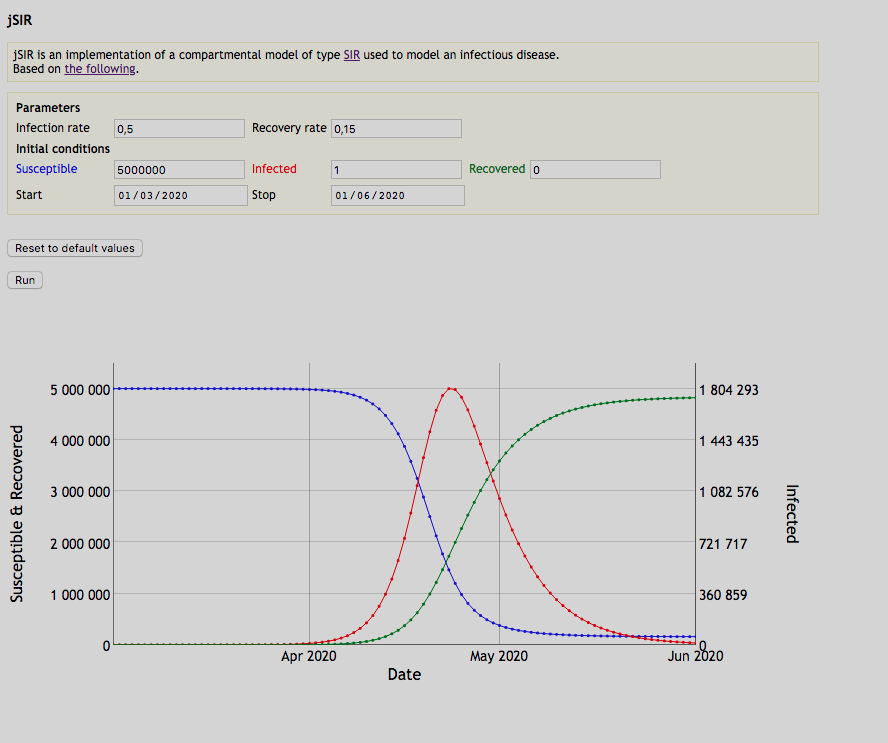 jSIR
jSIR is an implementation of a compartmental model of type SIR used to model an infectious disease.
Based on the following.
Parameters
Infection rate 0,5 Recovery rate 0,15
Initial conditions
Susceptible 5000000 Infected 1 Recovered 0
Start 01/03/2020 Stop 01/06/2020
Reset to default values
Run
Susceptible & Recovered
5 000 000
4 000 000
3 000 000
2 000 000
1 000 000
0
1 804 293
1 443 435
1 082 576
721 717
360 859
0
Infected
Apr 2020 May 2020 Jun 2020
Date